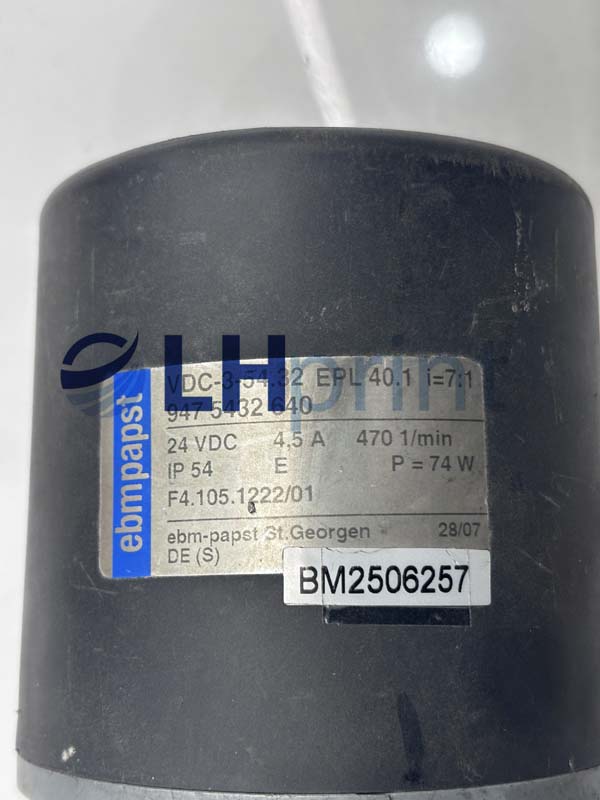 ebmpapst
VDC-3-54.32 EPL 40.1 i=7:1
947 5432 640
24 VDC 4.5 A 470 1/min
IP 54 E P = 74 W
F4.105.1222/01
ebm-papst St.Georgen 28/07
DE (S)
BM2506257
LHprint